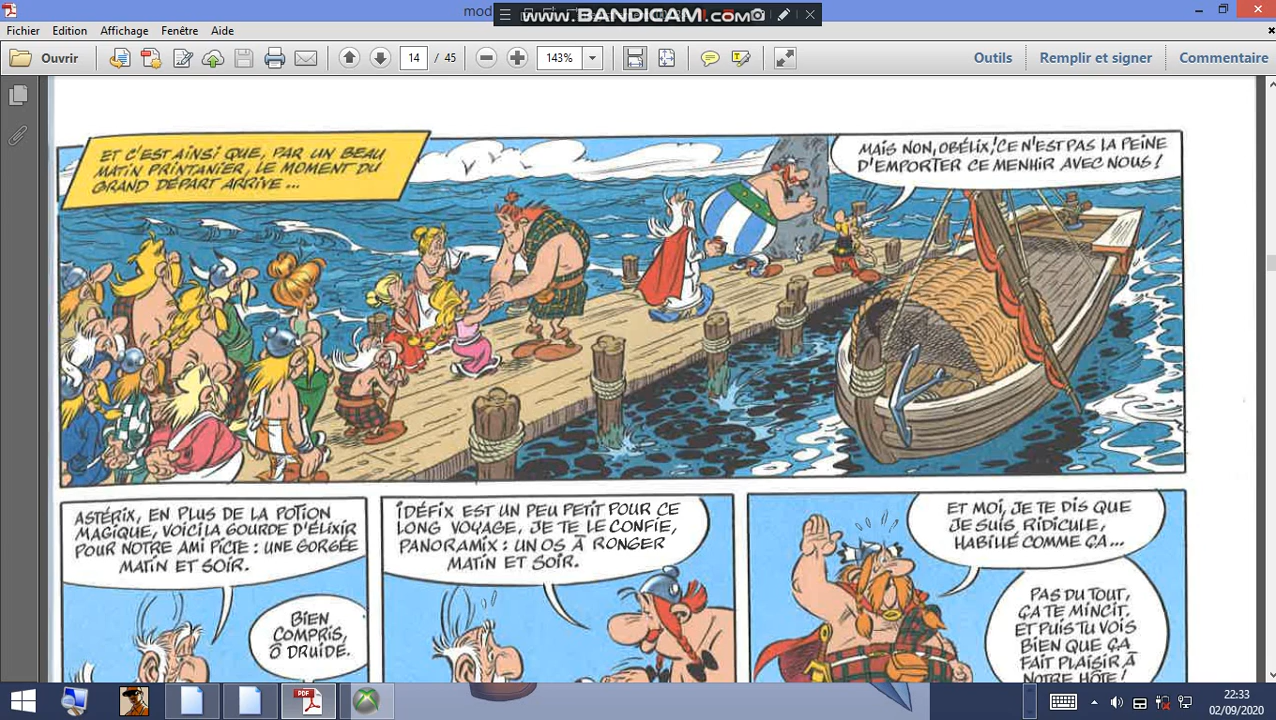 mod
www.BANDICAM.com
Fichier Edition Affichage Fenêtre Aide
Ouvrir 14 / 45 143% Outils Remplir et signer Commentaire
ET C'EST AINSI QUE, PAR UN BEAU
MATIN PRINTANIER, LE MOMENT DU
GRAND DÉPART ARRIVE...
MAIS NON, OBÉLIX! CE N'EST PAS LA PEINE
D'EMPORTER CE MENHIR AVEC NOUS!
ASTÉRIX, EN PLUS DE LA POTION
MAGIQUE, VOICI LA GOURDE D'ÉLIXIR
POUR NOTRE AMI PICTE : UNE GORGÉE
MATIN ET SOIR.
BIEN
COMPRIS,
Ô DRUIDE.
IDÉFIX EST UN PEU PETIT POUR CE
LONG VOYAGE, JE TE LE CONFIE,
PANORAMIX : UN OS À RONGER
MATIN ET SOIR.
ET MOI, JE TE DIS QUE
JE SUIS RIDICULE,
HABILLÉ COMME ÇA...
PAS DU TOUT,
ÇA TE MINCIT.
ET PUIS TU VOIS
BIEN QUE ÇA
FAIT PLAISIR À
NOTRE HÔTE!
PDF
22:33
02/09/2020